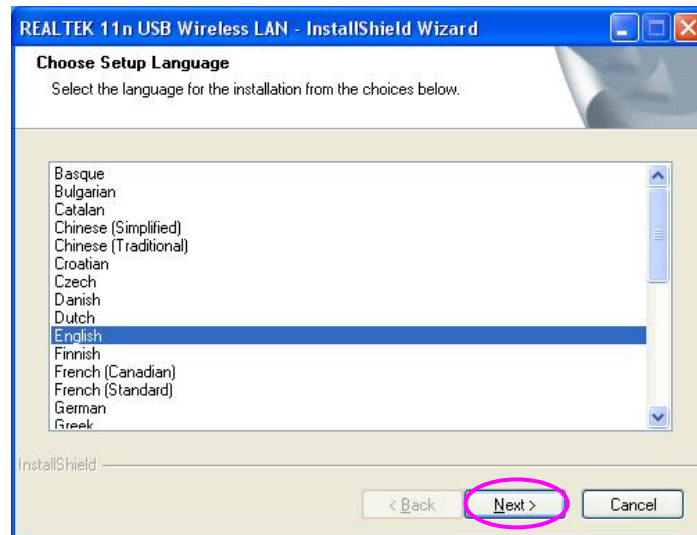 REALTEK 11n USB Wireless LAN - InstallShield Wizard
Choose Setup Language
Select the language for the installation from the choices below.
Basque
Bulgarian
Catalan
Chinese (Simplified)
Chinese (Traditional)
Croatian
Czech
Danish
Dutch
English
Finnish
French (Canadian)
French (Standard)
German
Greek
InstallShield
< Back Next > Cancel